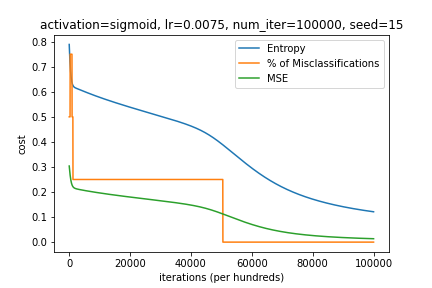 activation=sigmoid, lr=0.0075, num_iter=100000, seed=15
Entropy
% of Misclassifications
MSE
cost
0.8
0.7
0.6
0.5
0.4
0.3
0.2
0.1
0.0
0 20000 40000 60000 80000 100000
iterations (per hundreds)